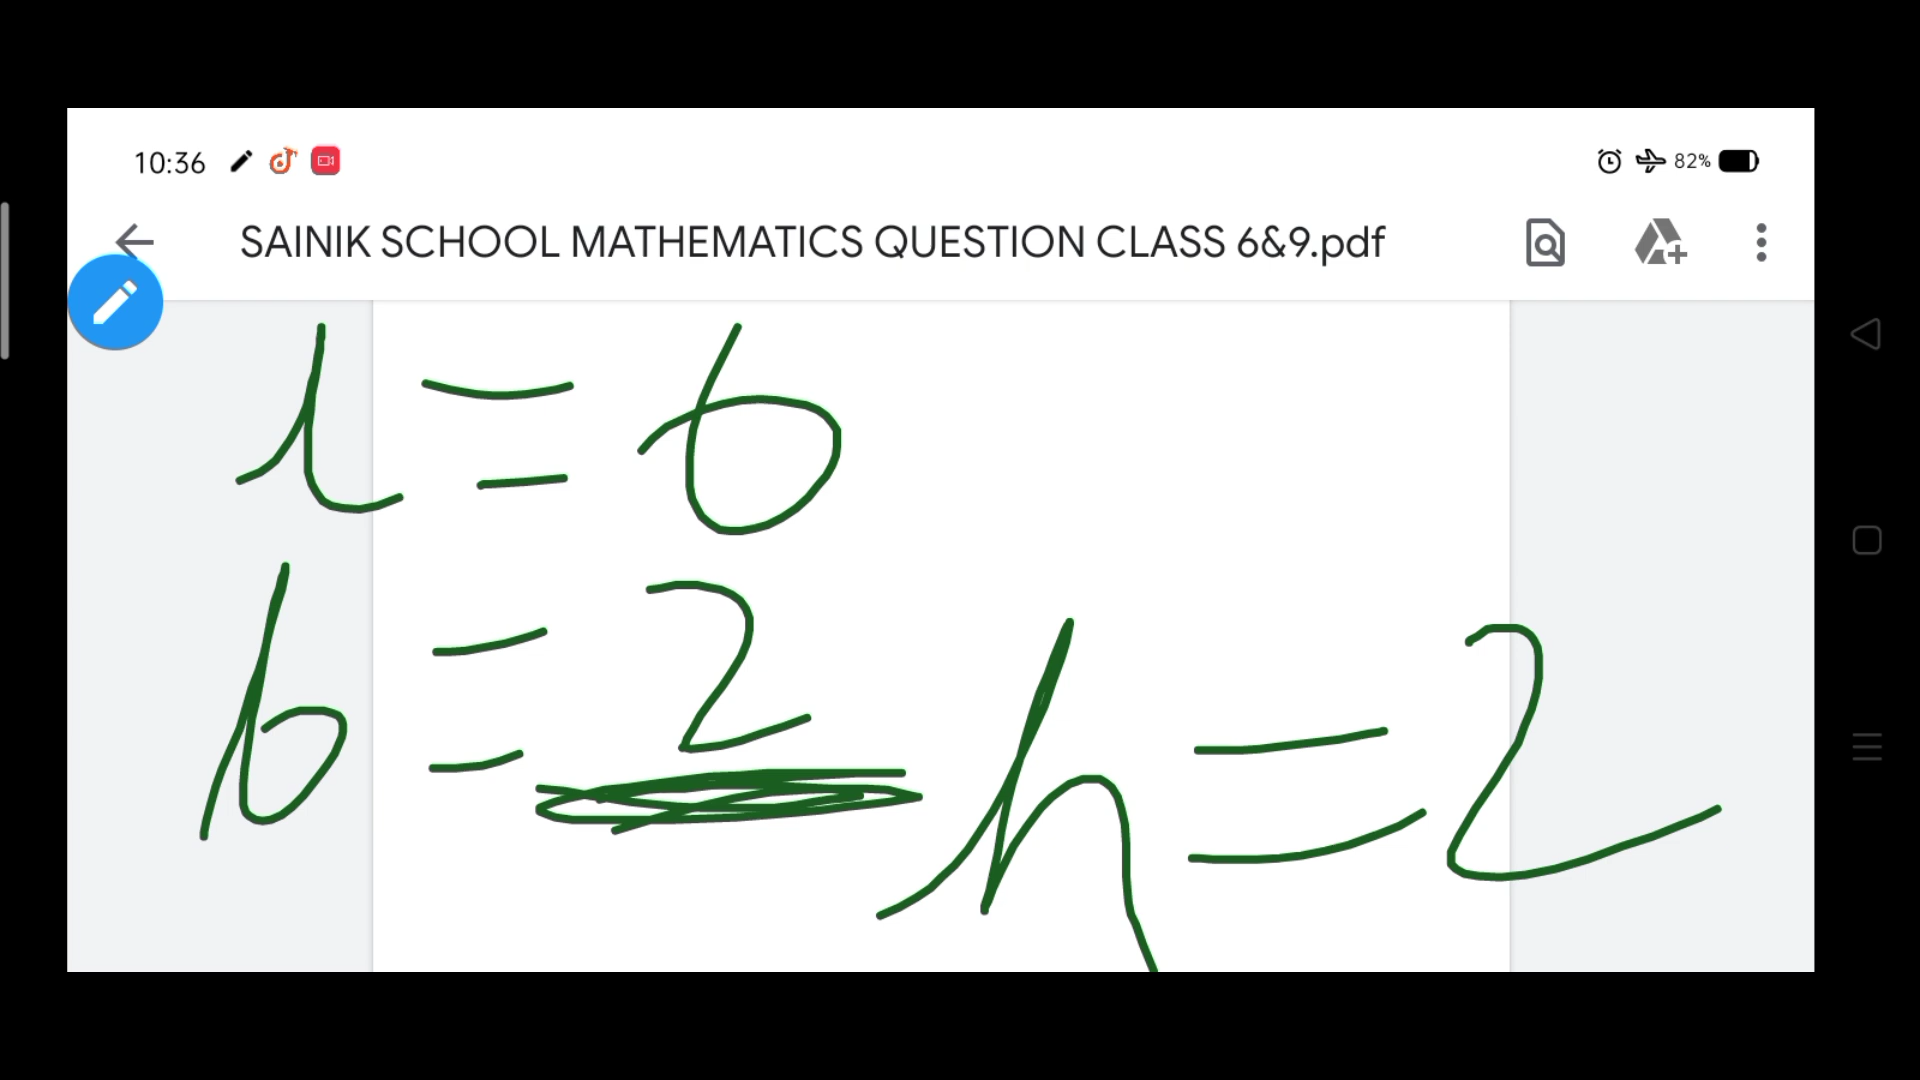 10:36 82%
SAINIK SCHOOL MATHEMATICS QUESTION CLASS 6&9.pdf
l = 6
b = 2
h = 2